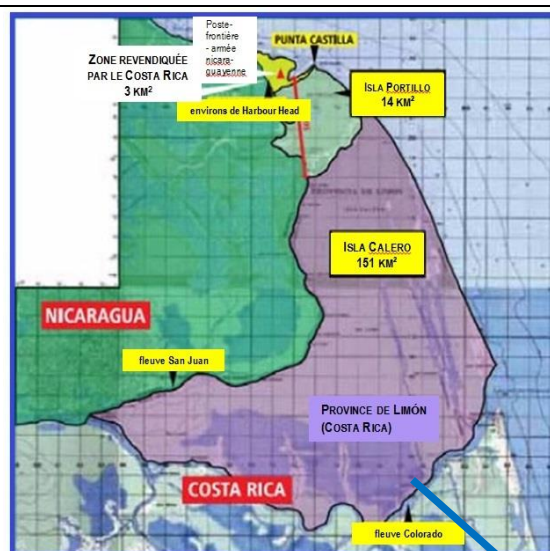 Poste-
frontière
- armée
nicara-
guayenne
PUNTA CASTILLA
ZONE REVENDIQUÉE
PAR LE COSTA RICA
3 KM²
ISLA PORTILLO
14 KM²
environs de Harbour Head
ISLA CALERO
151 KM²
NICARAGUA
fleuve San Juan
PROVINCE DE LIMÓN
(COSTA RICA)
COSTA RICA
fleuve Colorado